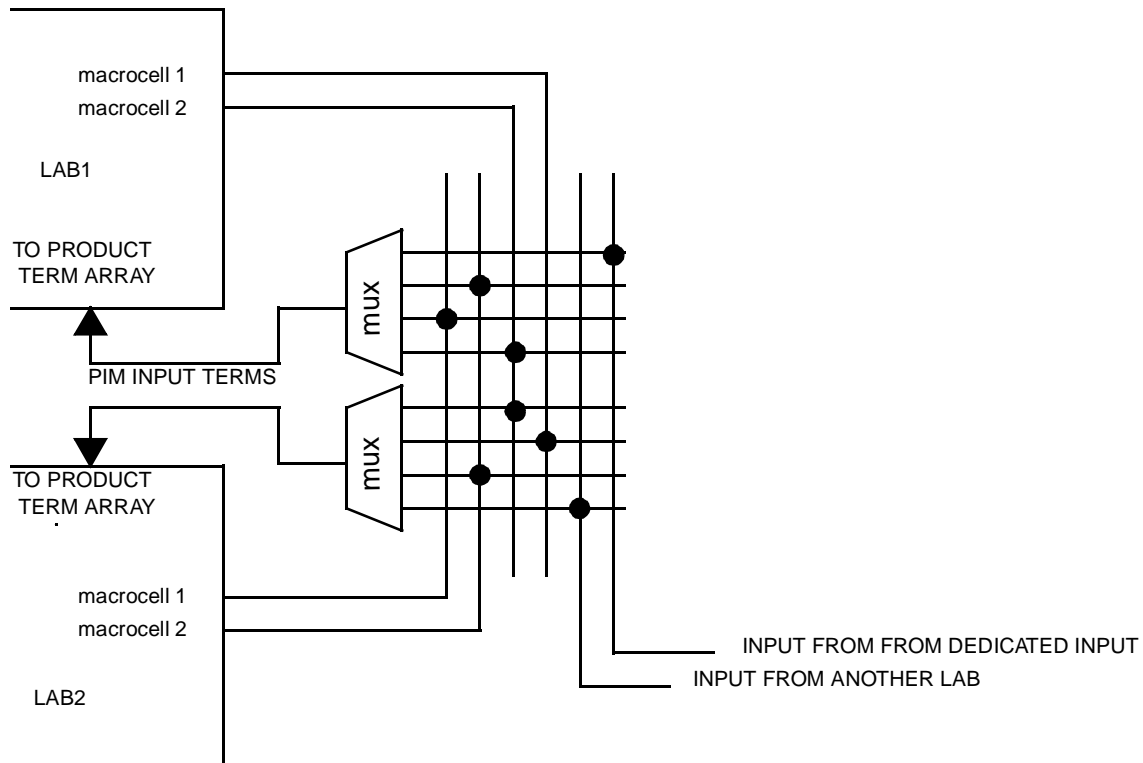 macrocell 1
macrocell 2
LAB1
TO PRODUCT
TERM ARRAY
mux
PIM INPUT TERMS
mux
TO PRODUCT
TERM ARRAY
macrocell 1
macrocell 2
INPUT FROM FROM DEDICATED INPUT
INPUT FROM ANOTHER LAB
LAB2